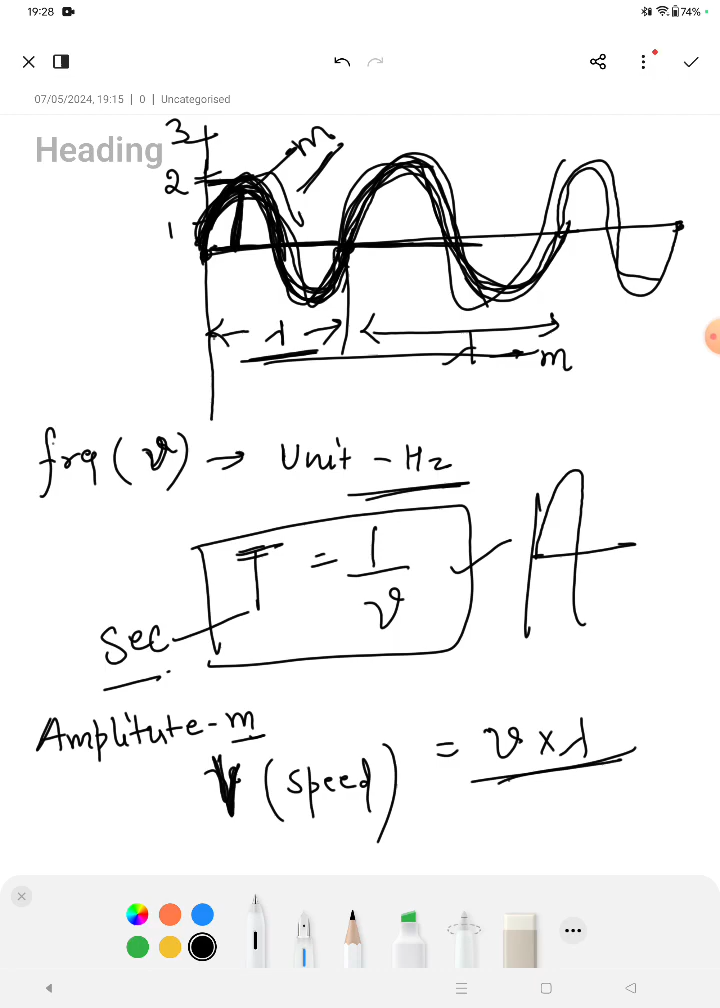 19:28 74%
07/05/2024, 19:15 | 0 | Uncategorised
Heading
3
m
2
1
λ
λ m
frq (ν) → Unit - Hz
T = 1/ν
A
Sec
Amplitute - m
V (speed) = ν × λ